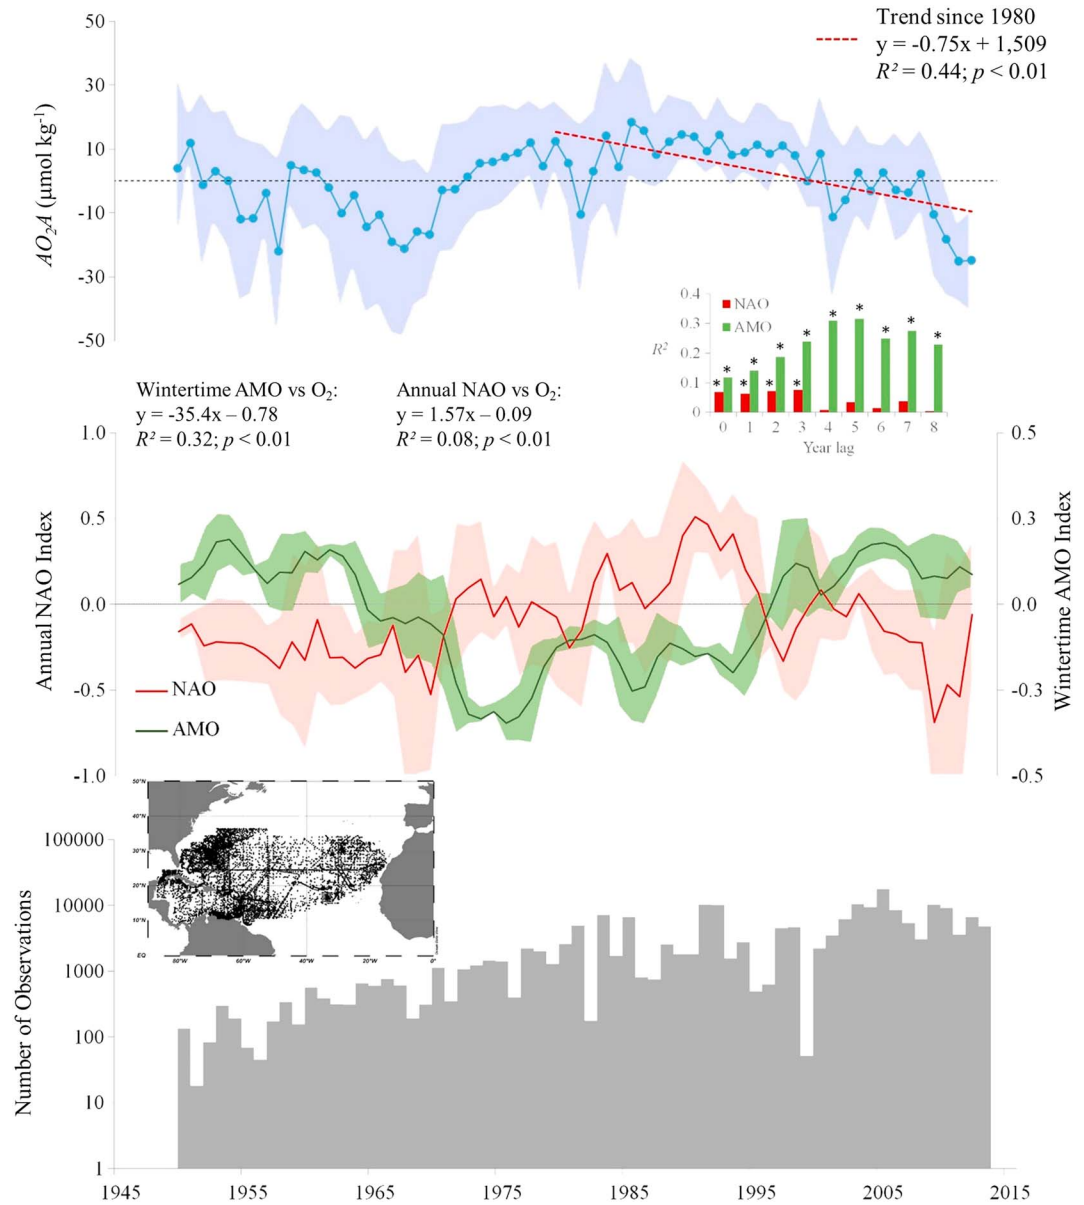 Trend since 1980
y = -0.75x + 1,509
R² = 0.44; p < 0.01
50
30
10
-10
-30
-50
AO₂A (μmol kg⁻¹)
0.4
0.3
0.2
0.1
0
R²
NAO
AMO
* * * * * * * * * * * * *
0 1 2 3 4 5 6 7 8
Year lag
Wintertime AMO vs O₂:
y = -35.4x – 0.78
R² = 0.32; p < 0.01
Annual NAO vs O₂:
y = 1.57x – 0.09
R² = 0.08; p < 0.01
1.0
0.5
0.0
-0.5
-1.0
Annual NAO Index
0.5
0.3
0.0
-0.3
-0.5
Wintertime AMO Index
NAO
AMO
50°N
40°N
30°N
20°N
10°N
EQ
80°W 60°W 40°W 20°W 0°
100000
10000
1000
100
10
1
Number of Observations
1945 1955 1965 1975 1985 1995 2005 2015